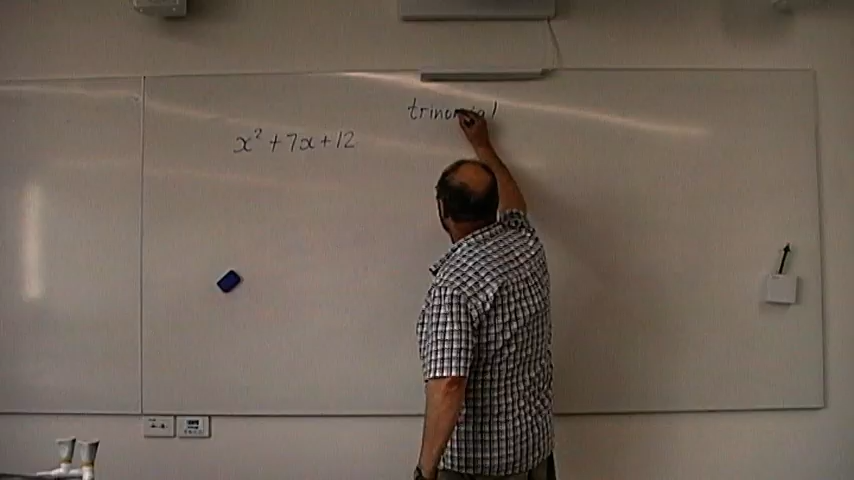 trinomial
x² + 7x + 12